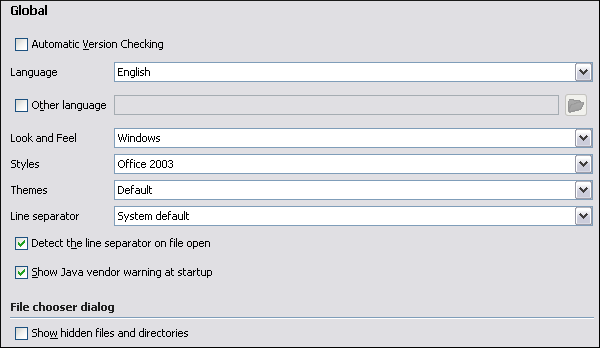 Global
Automatic Version Checking
Language English
Other language
Look and Feel Windows
Styles Office 2003
Themes Default
Line separator System default
Detect the line separator on file open
Show Java vendor warning at startup
File chooser dialog
Show hidden files and directories